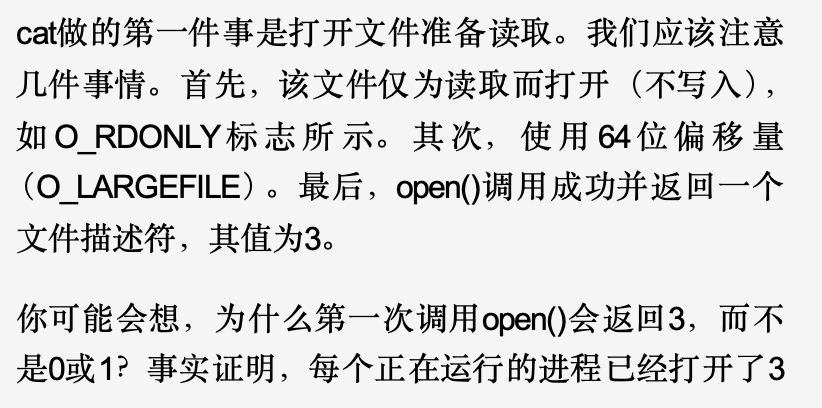 cat做的第一件事是打开文件准备读取。我们应该注意
几件事情。首先，该文件仅为读取而打开（不写入），
如O_RDONLY标志所示。其次，使用64位偏移量
（O_LARGEFILE）。最后，open()调用成功并返回一个
文件描述符，其值为3。
你可能会想，为什么第一次调用open()会返回3，而不
是0或1？事实证明，每个正在运行的进程已经打开了3